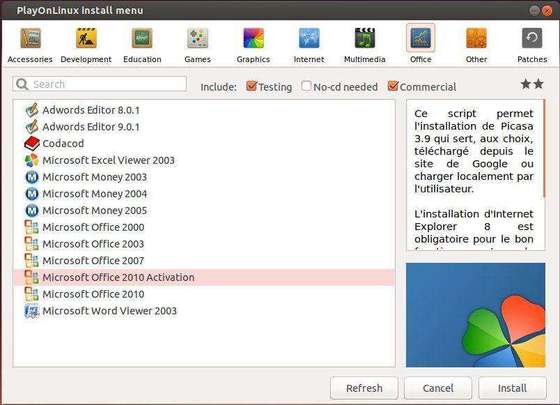 PlayOnLinux install menu
Accessories Development Education Games Graphics Internet Multimedia Office Other Patches
Search Include: Testing No-cd needed Commercial
Adwords Editor 8.0.1
Adwords Editor 9.0.1
Codacod
Microsoft Excel Viewer 2003
Microsoft Money 2003
Microsoft Money 2004
Microsoft Money 2005
Microsoft Office 2000
Microsoft Office 2003
Microsoft Office 2007
Microsoft Office 2010 Activation
Microsoft Office 2010
Microsoft Word Viewer 2003
Ce script permet
l'installation de Picasa
3.9 qui sert, aux choix,
téléchargé depuis le
site de Google ou
charger localement par
l'utilisateur.
L'installation d'Internet
Explorer 8 est
obligatoire pour le bon
Refresh Cancel Install